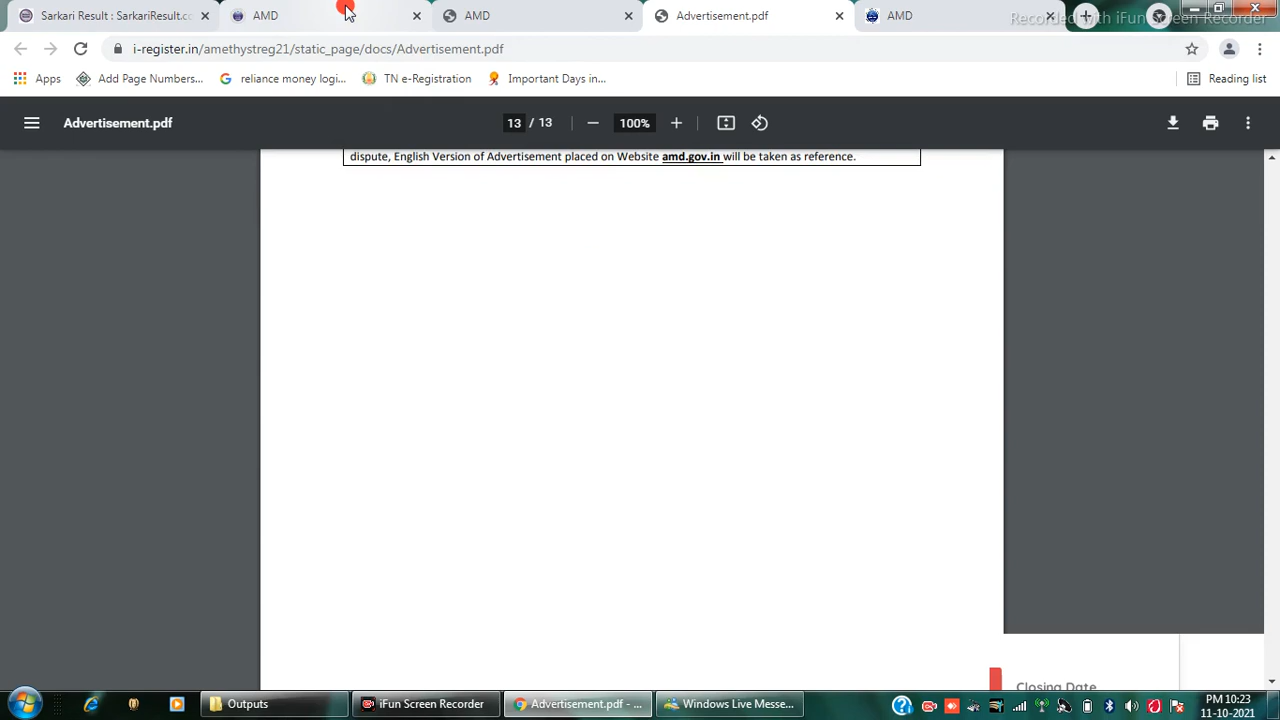 Sarkari Result : SarkariResult.cc
AMD
AMD
Advertisement.pdf
AMD
Recorded with iFun Screen Recorder
i-register.in/amethystreg21/static_page/docs/Advertisement.pdf
Apps
Add Page Numbers...
reliance money logi...
TN e-Registration
Important Days in...
Reading list
Advertisement.pdf
13 / 13
100%
dispute, English Version of Advertisement placed on Website amd.gov.in will be taken as reference.
Closing Date
Outputs
iFun Screen Recorder
Advertisement.pdf - ...
Windows Live Messe...
PM 10:23
11-10-2021